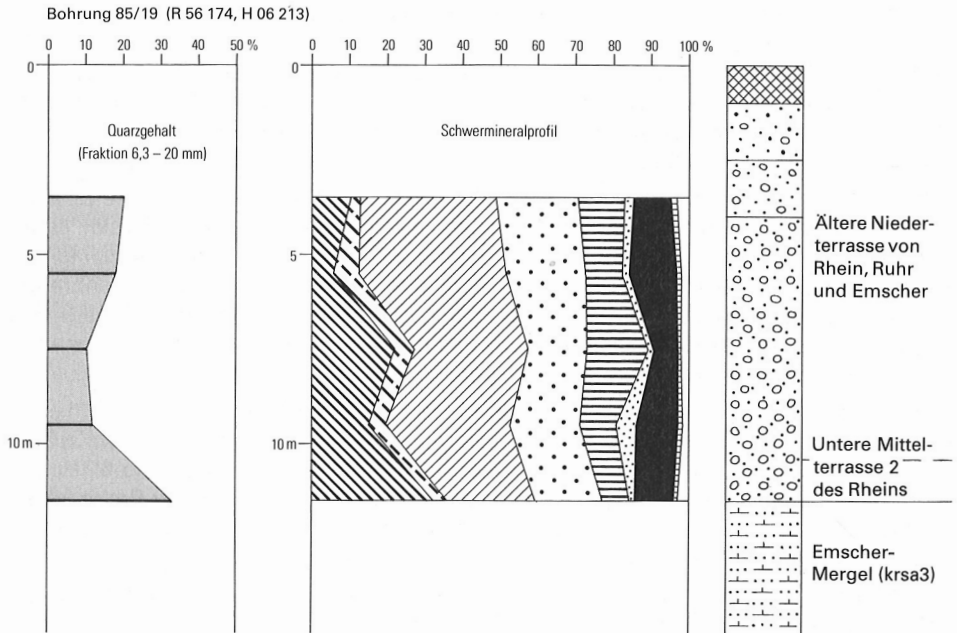 Bohrung 85/19 (R 56 174, H 06 213)
0 10 20 30 50 %
0 10 20 30 40 50 60 70 80 90 100 %
0
0
Quarzgehalt
(Fraktion 6,3 – 20 mm)
Schwermineralprofil
5
5
Ältere Nieder-
terrasse von
Rhein, Ruhr
und Emscher
10 m
10 m
Untere Mittel-
terrasse 2
des Rheins
Emscher-
Mergel (krsa3)